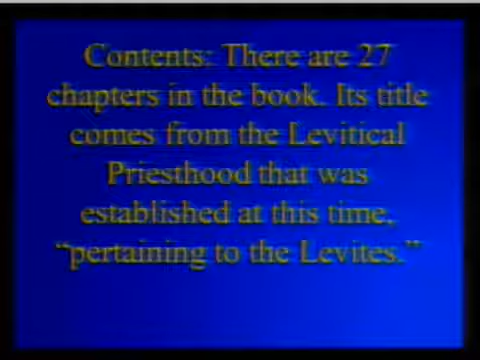 Contents: There are 27
chapters in the book. Its title
comes from the Levitical
Priesthood that was
established at this time,
“pertaining to the Levites.”